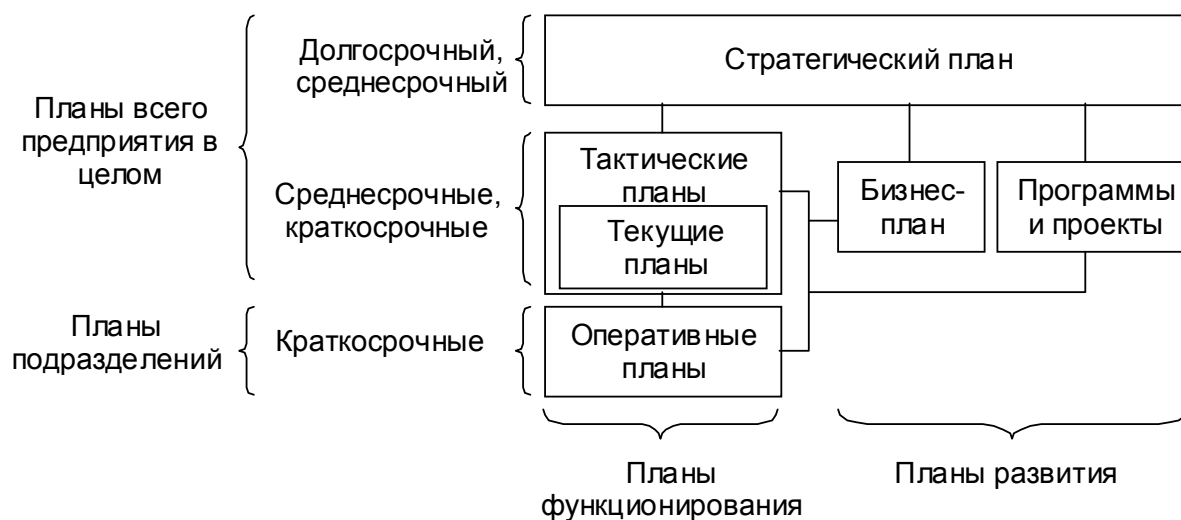 Долгосрочный,
среднесрочный
Стратегический план
Планы всего
предприятия в
целом
Среднесрочные,
краткосрочные
Тактические
планы
Текущие
планы
Бизнес-
план
Программы
и проекты
Планы
подразделений
Краткосрочные
Оперативные
планы
Планы
функционирования
Планы развития